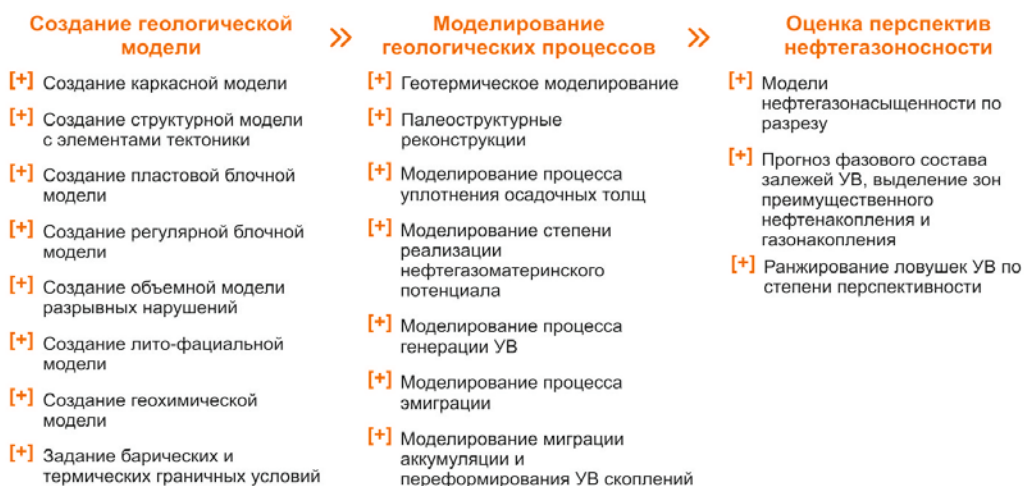 Создание геологической
модели
»
Моделирование
геологических процессов
»
Оценка перспектив
нефтегазоносности
[+] Создание каркасной модели
[+] Создание структурной модели
с элементами тектоники
[+] Создание пластовой блочной
модели
[+] Создание регулярной блочной
модели
[+] Создание объемной модели
разрывных нарушений
[+] Создание лито-фациальной
модели
[+] Создание геохимической
модели
[+] Задание барических и
термических граничных условий
[+] Геотермическое моделирование
[+] Палеоструктурные
реконструкции
[+] Моделирование процесса
уплотнения осадочных толщ
[+] Моделирование степени
реализации
нефтегазоматеринского
потенциала
[+] Моделирование процесса
генерации УВ
[+] Моделирование процесса
эмиграции
[+] Моделирование миграции
аккумуляции и
переформирования УВ скоплений
[+] Модели
нефтегазонасыщенности по
разрезу
[+] Прогноз фазового состава
залежей УВ, выделение зон
преимущественного
нефтенакопления и
газонакопления
[+] Ранжирование ловушек УВ по
степени перспективности